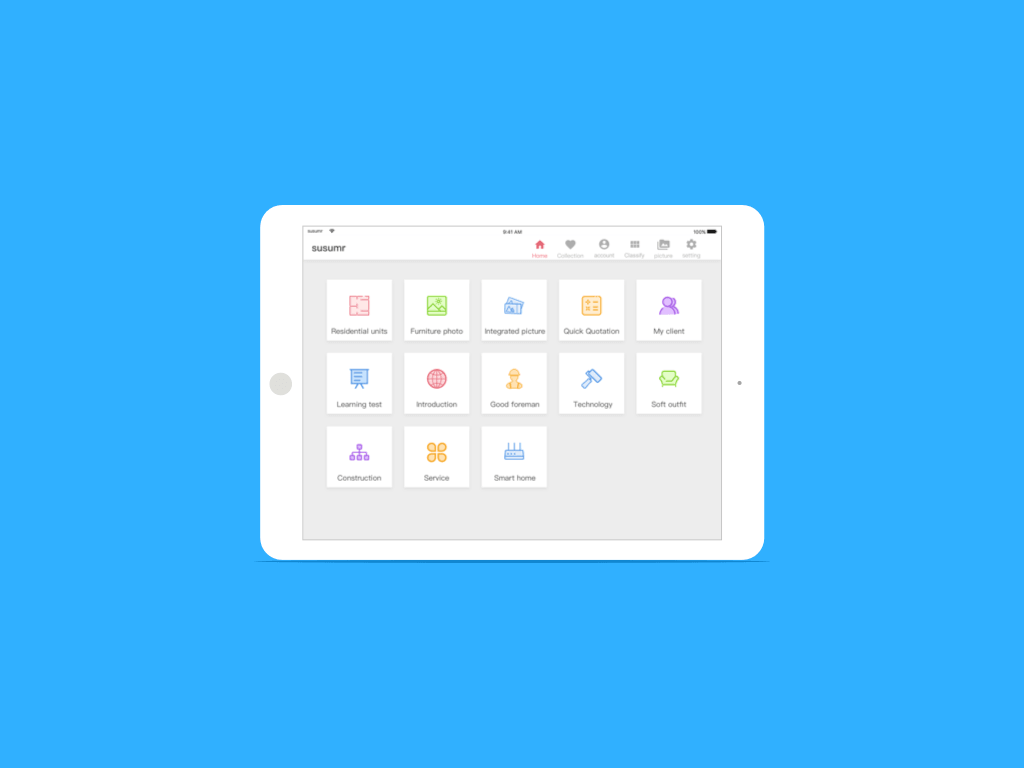 susumr
9:41 AM
100%
susumr
Home
Collection
account
Classify
picture
setting
Residential units
Furniture photo
Integrated picture
Quick Quotation
My client
Learning test
Introduction
Good foreman
Technology
Soft outfit
Construction
Service
Smart home